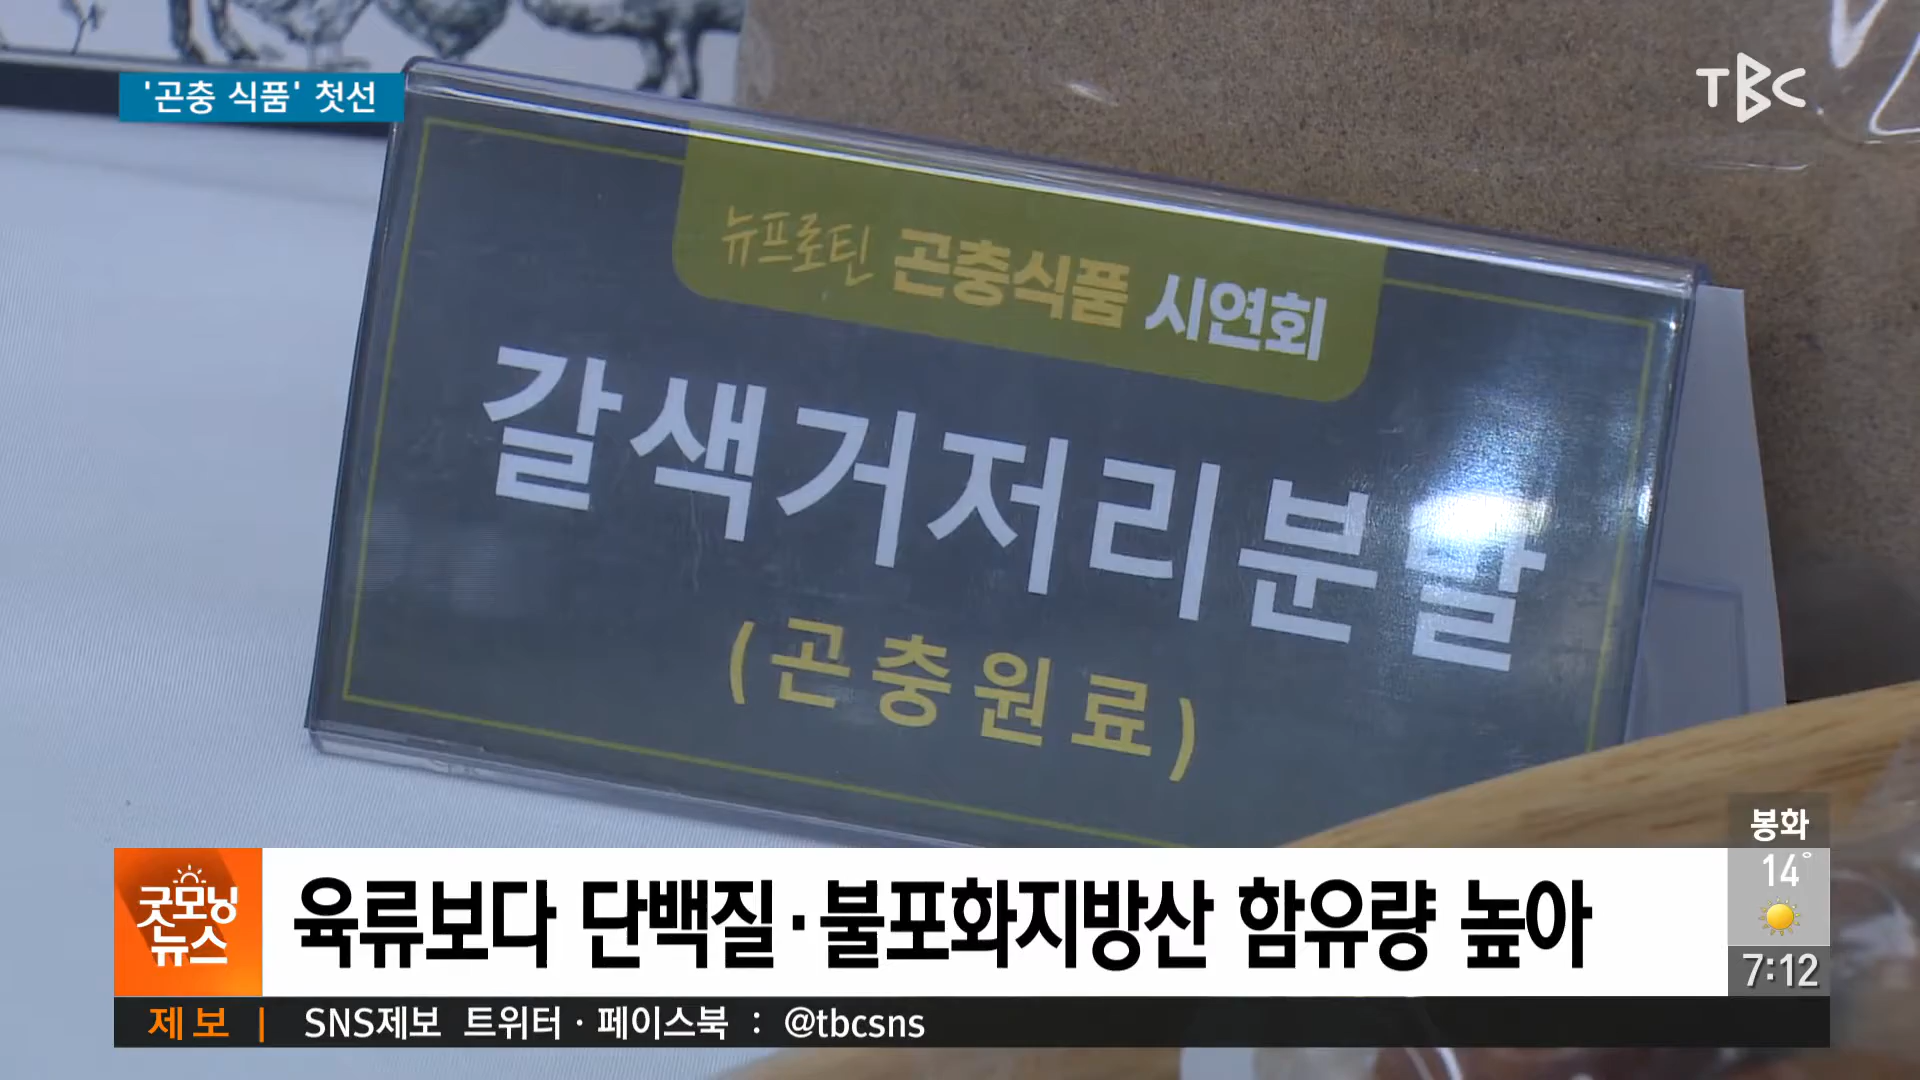 '곤충 식품' 첫선
TBC
뉴프로틴 곤충식품 시연회
갈색거저리분말
(곤충원료)
봉화
14°
굿모닝
뉴스
육류보다 단백질·불포화지방산 함유량 높아
7:12
제보 | SNS제보 트위터·페이스북 : @tbcsns